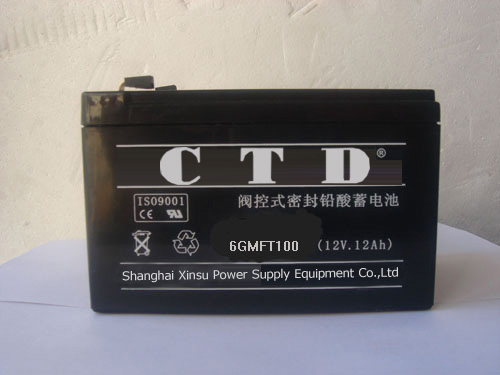 CTD®
ISO9001
CE
阀控式密封铅酸蓄电池
6GMFT100 (12V.12Ah)
Shanghai Xinsu Power Supply Equipment Co.,Ltd